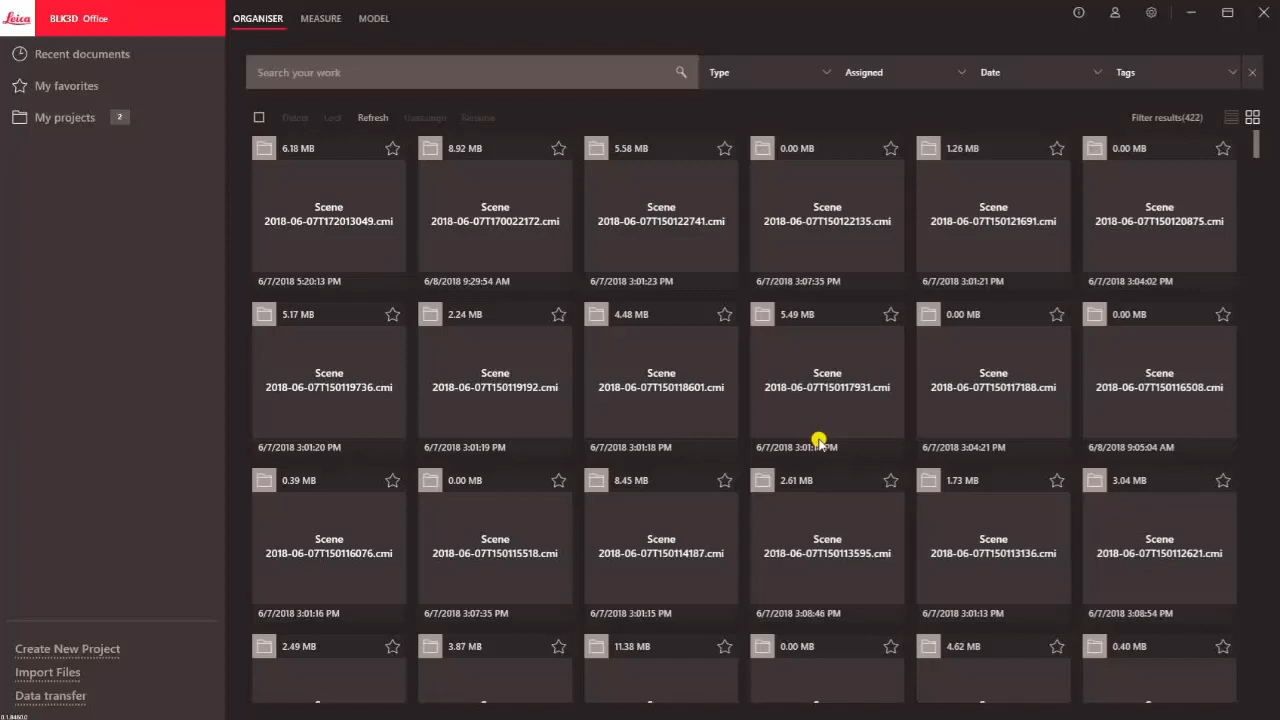 Leica BLK3D Office ORGANISER MEASURE MODEL
Recent documents
My favorites
My projects 2
Search your work Type Assigned Date Tags
Delete Lock Refresh Unassign Rename Filter results(422)
6.18 MB 8.92 MB 5.58 MB 0.00 MB 1.26 MB 0.00 MB
Scene Scene Scene Scene Scene Scene
2018-06-07T172013049.cmi 2018-06-07T170022172.cmi 2018-06-07T150122741.cmi 2018-06-07T150122135.cmi 2018-06-07T150121691.cmi 2018-06-07T150120875.cmi
6/7/2018 5:20:13 PM 6/8/2018 9:29:54 AM 6/7/2018 3:01:23 PM 6/7/2018 3:07:35 PM 6/7/2018 3:01:21 PM 6/7/2018 3:04:02 PM
5.17 MB 2.24 MB 4.48 MB 5.49 MB 0.00 MB 0.00 MB
Scene Scene Scene Scene Scene Scene
2018-06-07T150119736.cmi 2018-06-07T150119192.cmi 2018-06-07T150118601.cmi 2018-06-07T150117931.cmi 2018-06-07T150117188.cmi 2018-06-07T150116508.cmi
6/7/2018 3:01:20 PM 6/7/2018 3:01:19 PM 6/7/2018 3:01:18 PM 6/7/2018 PM 6/7/2018 3:04:21 PM 6/8/2018 9:05:04 AM
0.39 MB 0.00 MB 8.45 MB 2.61 MB 1.73 MB 3.04 MB
Scene Scene Scene Scene Scene Scene
2018-06-07T150116076.cmi 2018-06-07T150115518.cmi 2018-06-07T150114187.cmi 2018-06-07T150113595.cmi 2018-06-07T150113136.cmi 2018-06-07T150112621.cmi
6/7/2018 3:01:16 PM 6/7/2018 3:07:35 PM 6/7/2018 3:01:15 PM 6/7/2018 3:08:46 PM 6/7/2018 3:01:13 PM 6/7/2018 3:08:54 PM
2.49 MB 3.87 MB 11.38 MB 0.00 MB 4.62 MB 0.40 MB
Create New Project
Import Files
Data transfer
0.1.8460.0